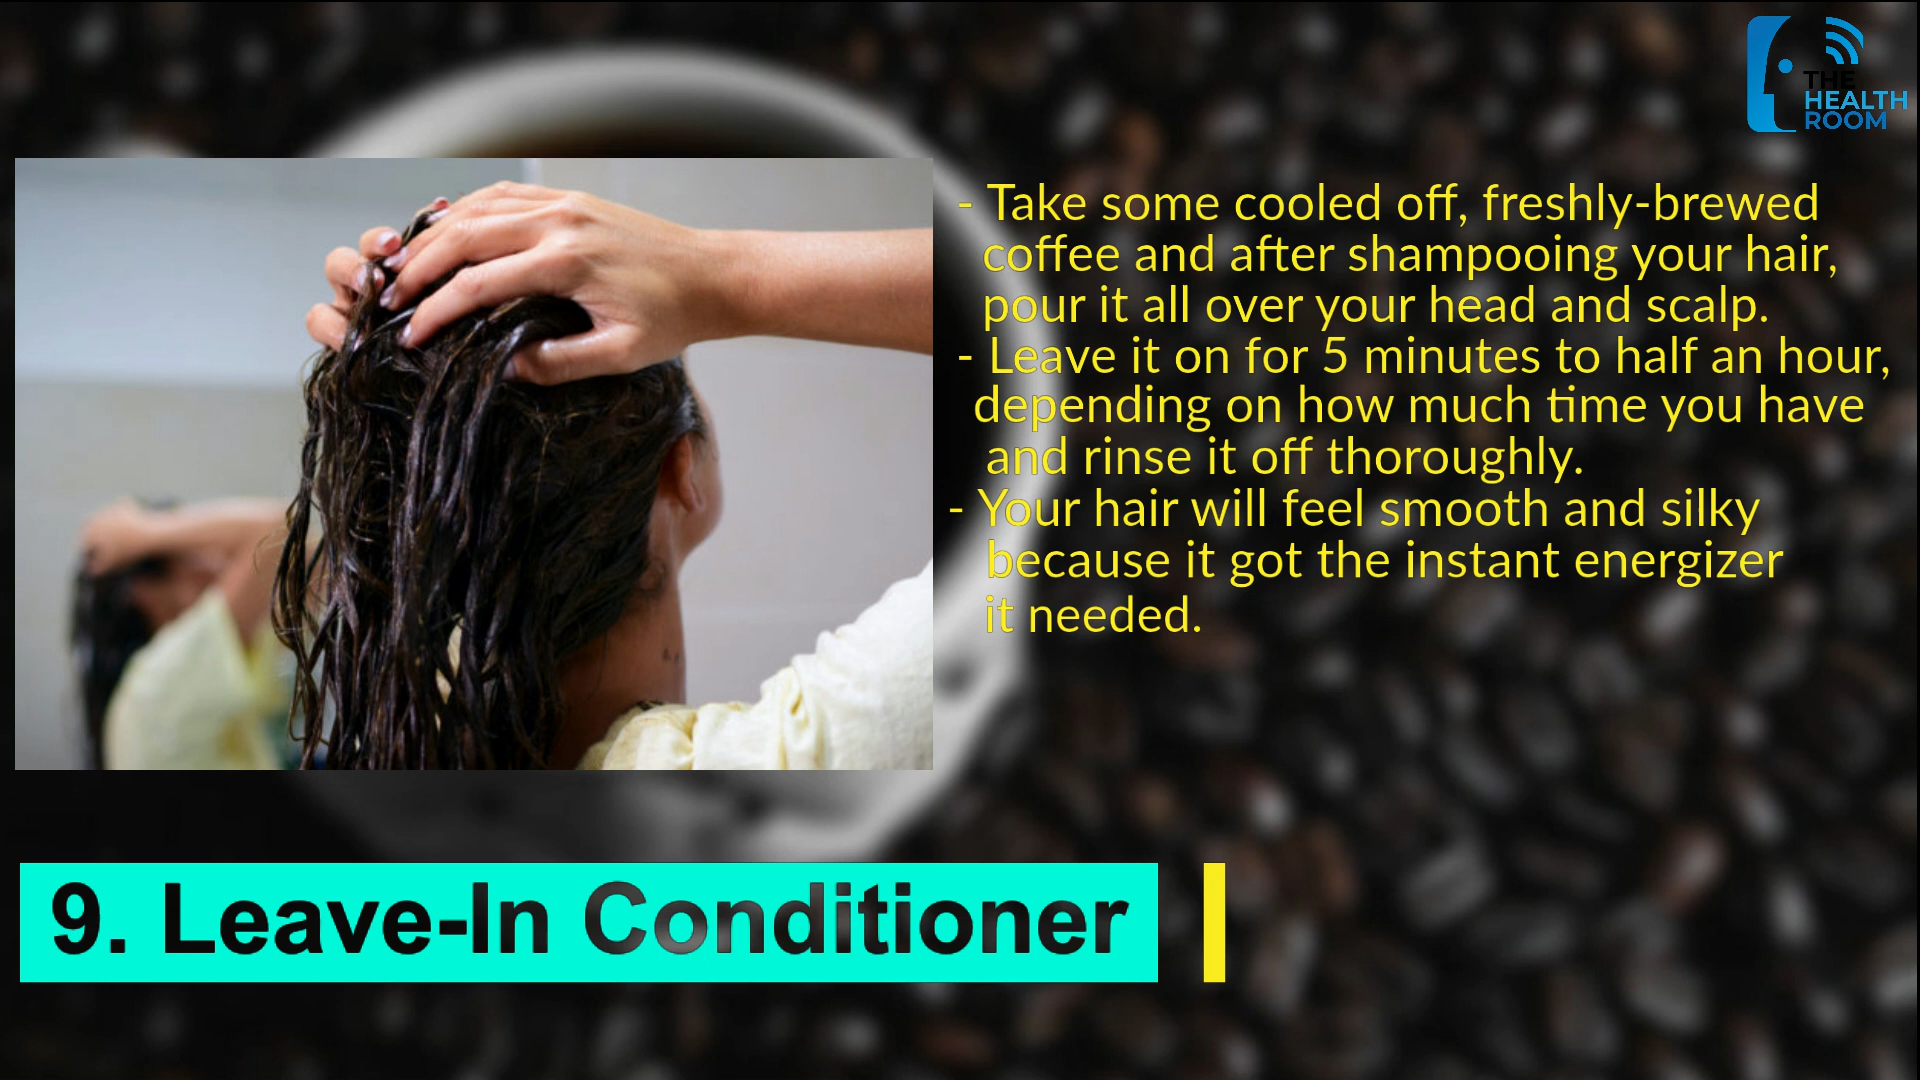 THE
HEALTH
ROOM
- Take some cooled off, freshly-brewed
coffee and after shampooing your hair,
pour it all over your head and scalp.
- Leave it on for 5 minutes to half an hour,
depending on how much time you have
and rinse it off thoroughly.
- Your hair will feel smooth and silky
because it got the instant energizer
it needed.
9. Leave-In Conditioner